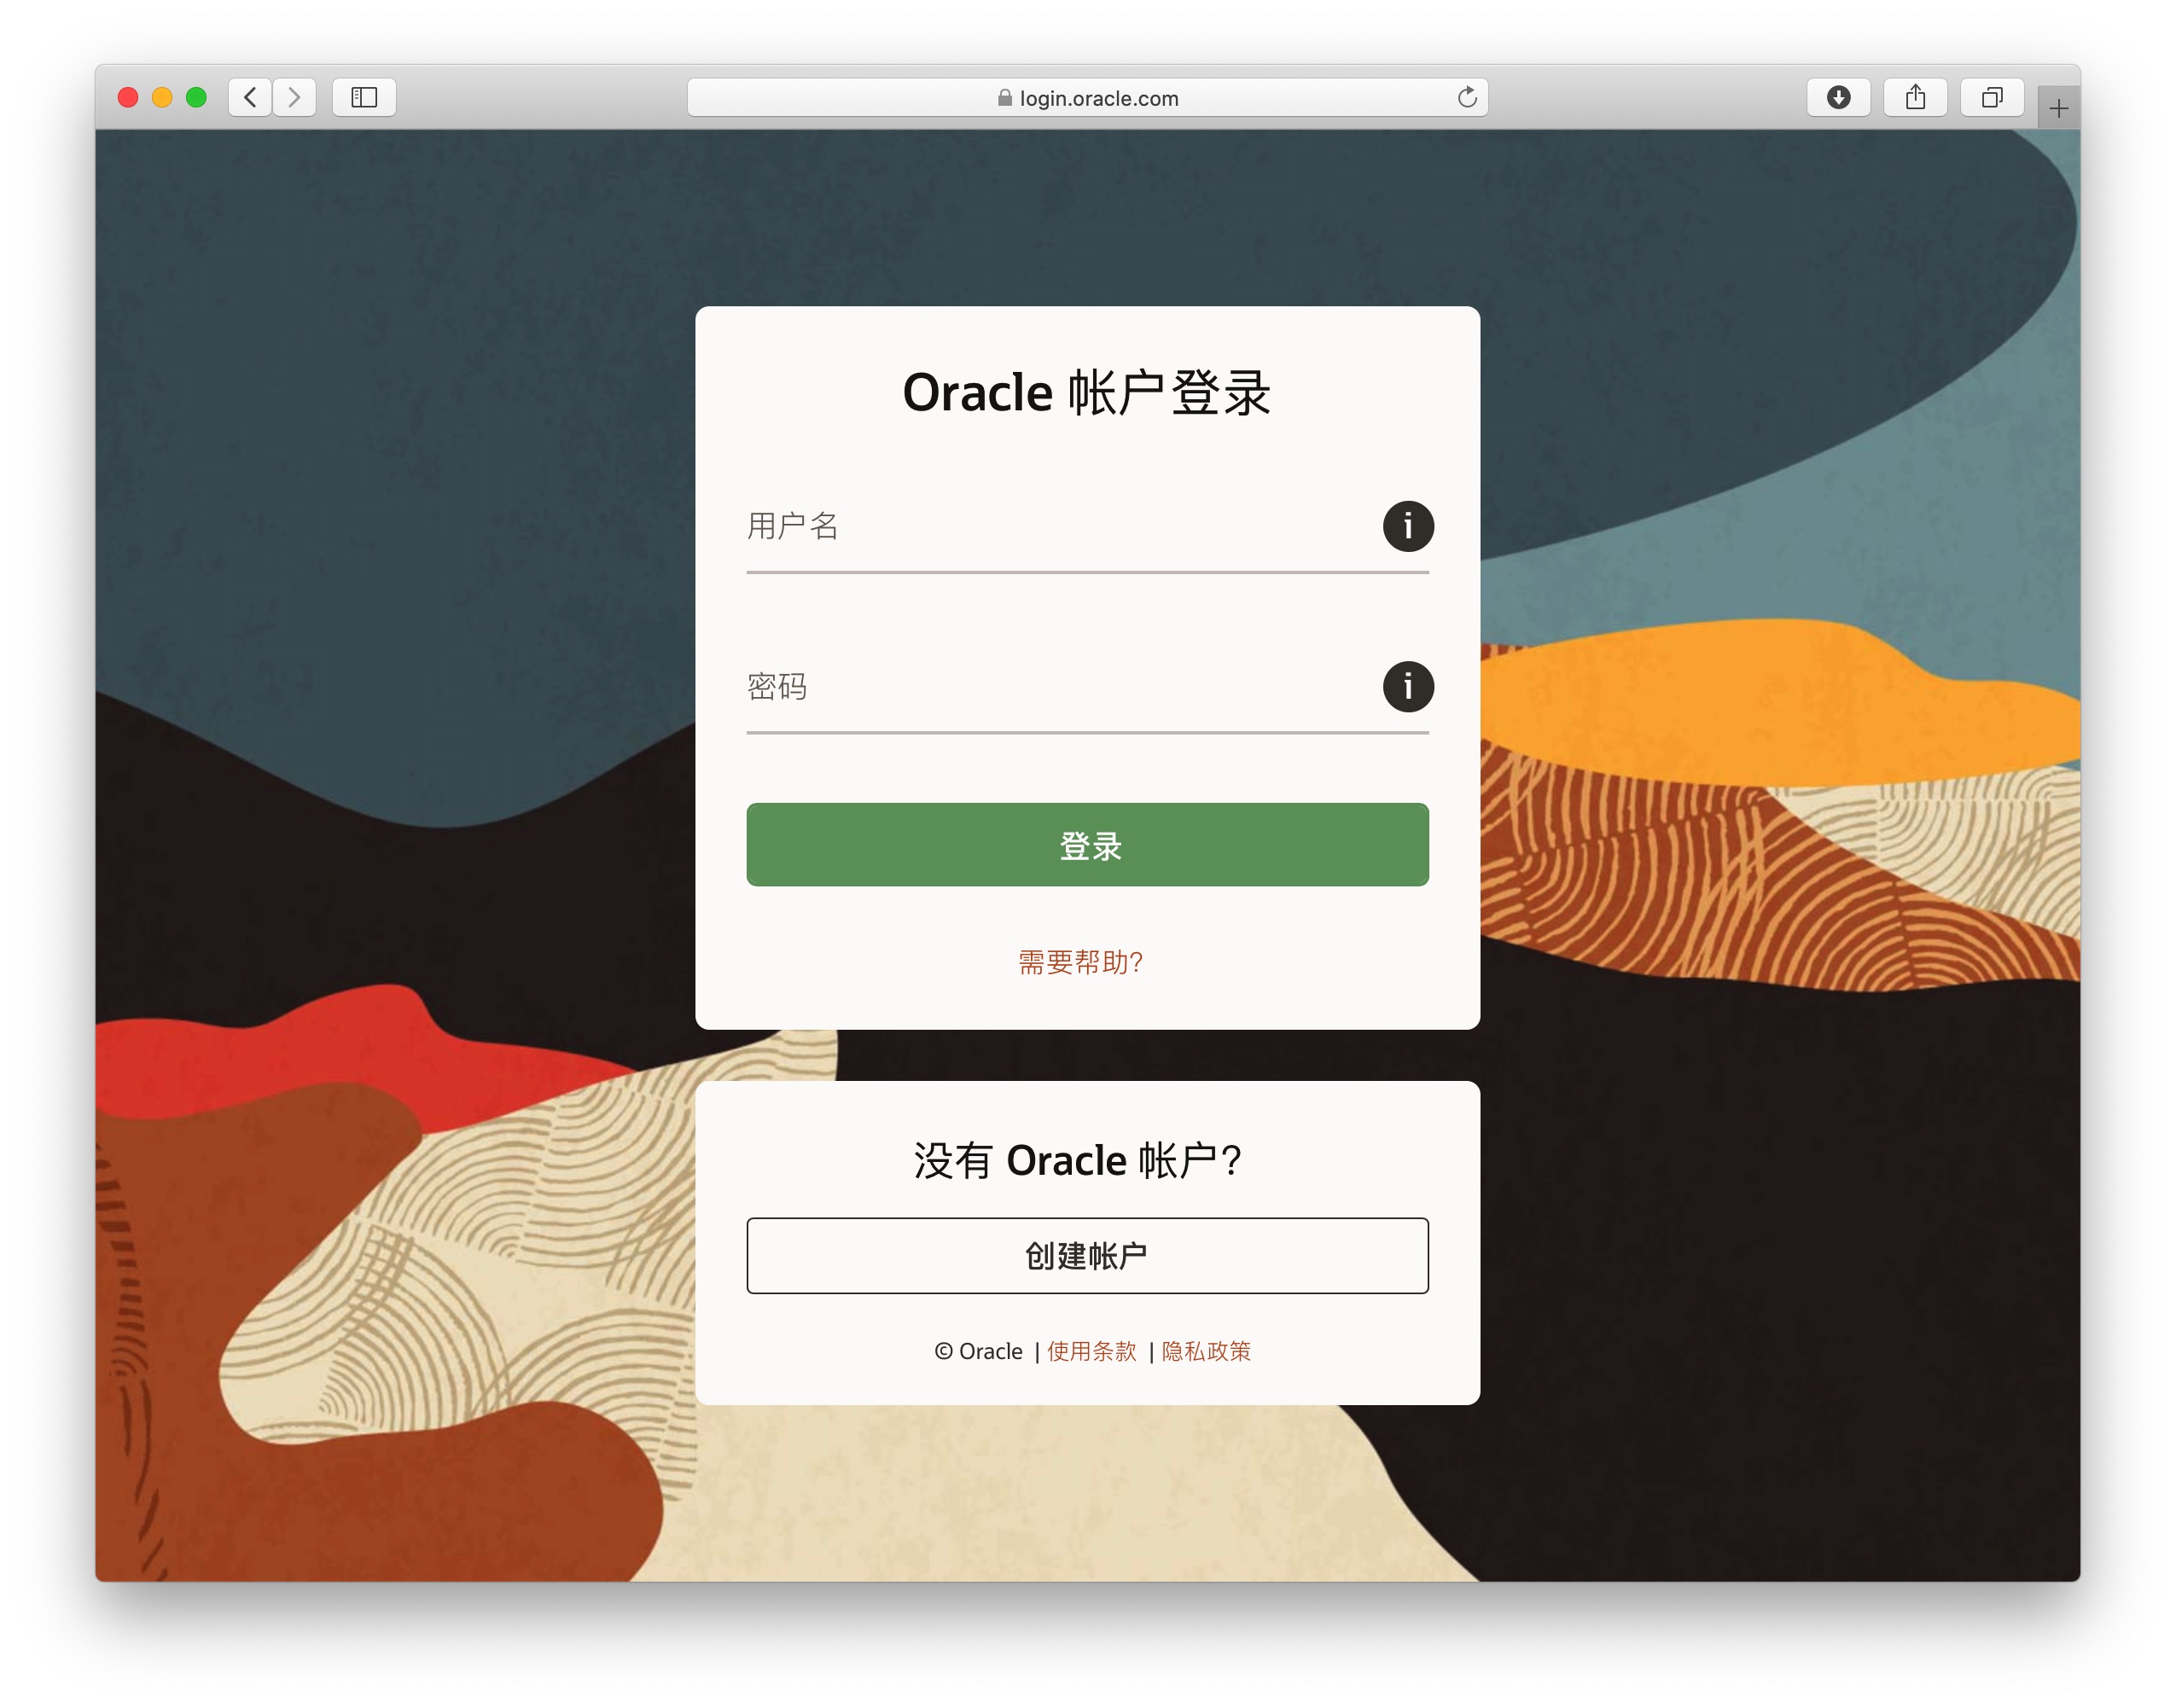 login.oracle.com
Oracle 帐户登录
用户名
i
密码
i
登录
需要帮助?
没有 Oracle 帐户?
创建帐户
© Oracle | 使用条款 | 隐私政策